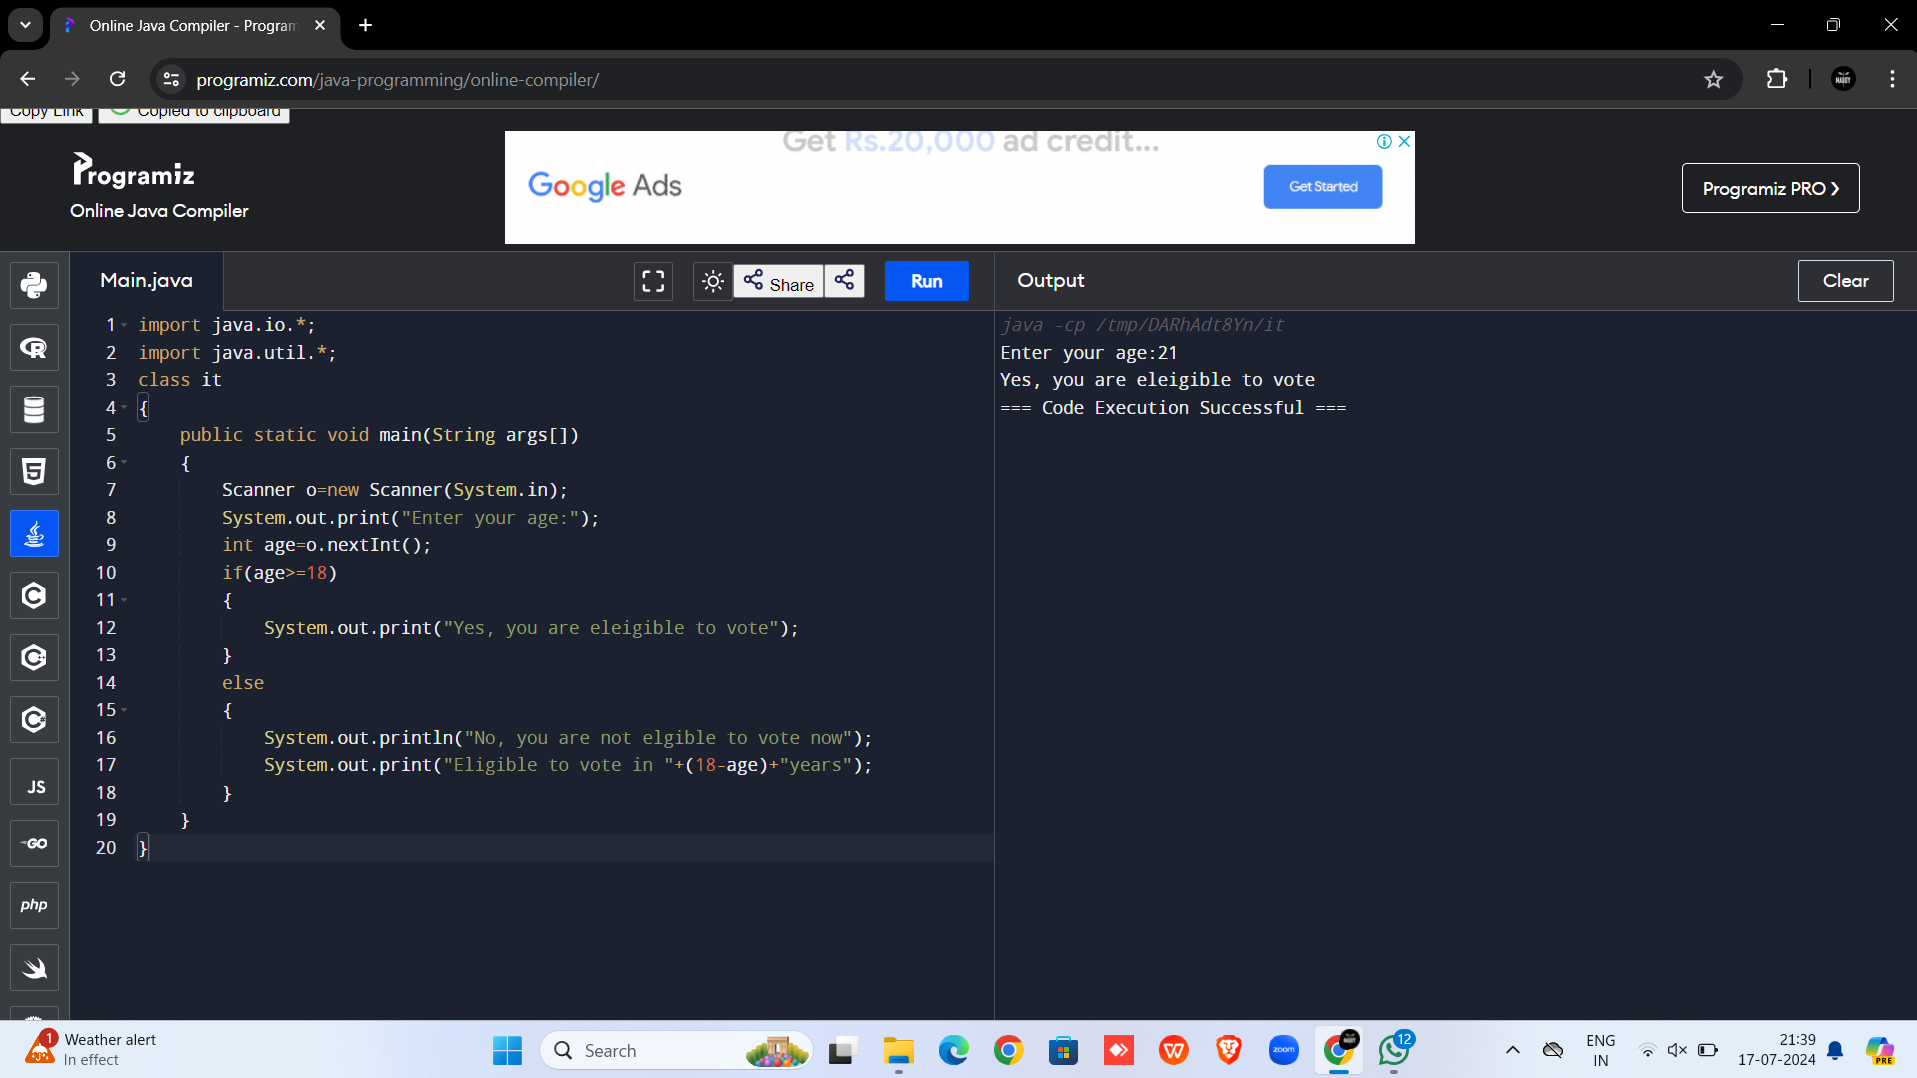 Online Java Compiler - Program
programiz.com/java-programming/online-compiler/
Copy Link
Copied to clipboard
Get Rs.20,000 ad credit...
Google Ads
Get Started
Programiz
Online Java Compiler
Programiz PRO ❯
Main.java
Share
Run
Output
Clear
1 import java.io.*;
2 import java.util.*;
3 class it
4 {
5 public static void main(String args[])
6 {
7 Scanner o=new Scanner(System.in);
8 System.out.print("Enter your age:");
9 int age=o.nextInt();
10 if(age>=18)
11 {
12 System.out.print("Yes, you are eleigible to vote");
13 }
14 else
15 {
16 System.out.println("No, you are not elgible to vote now");
17 System.out.print("Eligible to vote in "+(18-age)+"years");
18 }
19 }
20 }
java -cp /tmp/DARhAdt8Yn/it
Enter your age:21
Yes, you are eleigible to vote
=== Code Execution Successful ===
R
5
C
C
C
JS
GO
php
1
Weather alert
In effect
Search
zoom
12
ENG
IN
21:39
17-07-2024
PRE